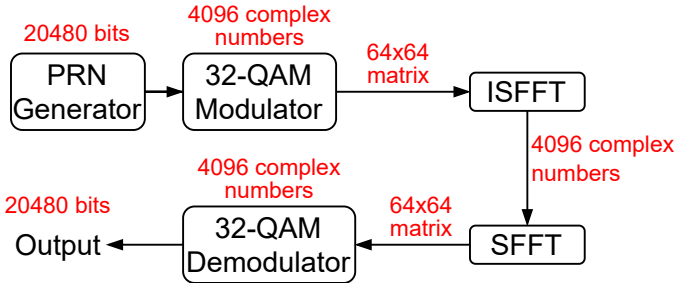 20480 bits
PRN
Generator
4096 complex
numbers
32-QAM
Modulator
64x64
matrix
ISFFT
4096 complex
numbers
SFFT
64x64
matrix
4096 complex
numbers
32-QAM
Demodulator
20480 bits
Output